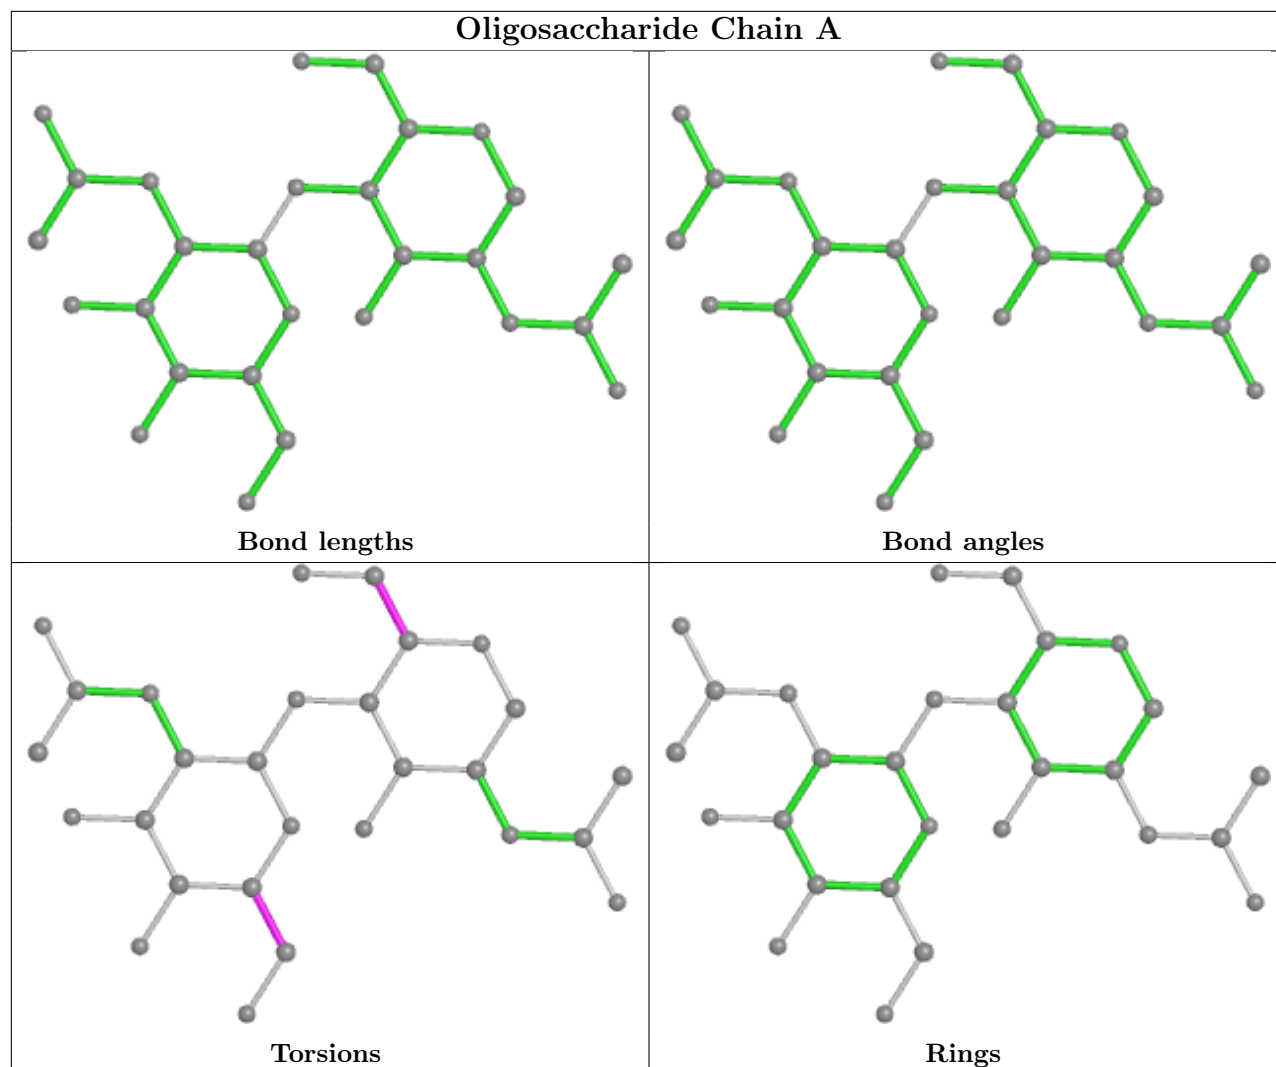 Oligosaccharide Chain A
Bond lengths
Bond angles
Torsions
Rings